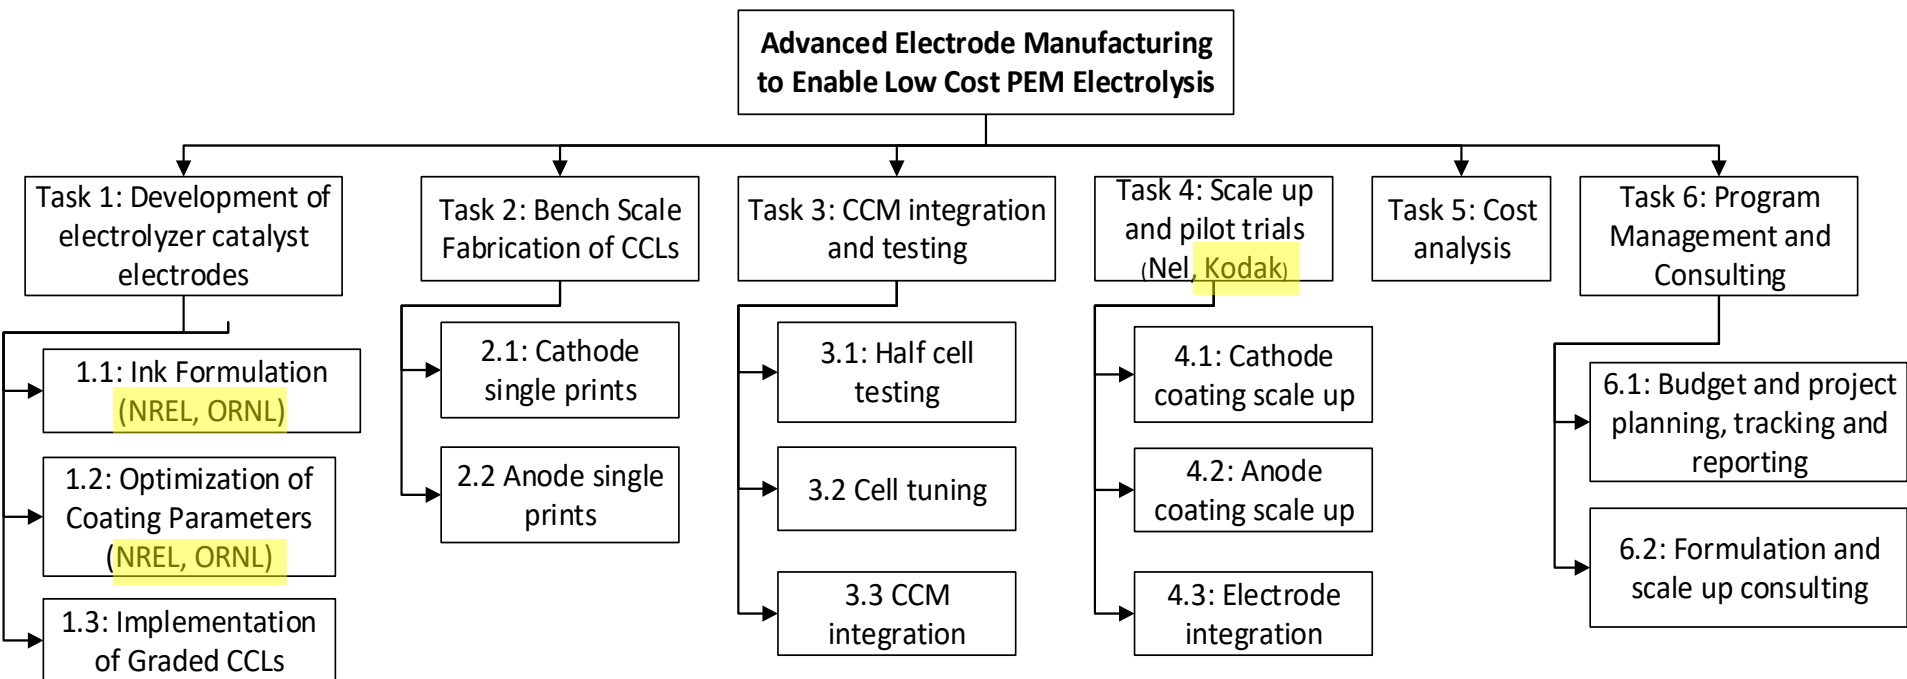 Advanced Electrode Manufacturing
to Enable Low Cost PEM Electrolysis
Task 1: Development of
electrolyzer catalyst
electrodes
1.1: Ink Formulation
(NREL, ORNL)
1.2: Optimization of
Coating Parameters
(NREL, ORNL)
1.3: Implementation
of Graded CCLs
Task 2: Bench Scale
Fabrication of CCLs
2.1: Cathode
single prints
2.2 Anode single
prints
Task 3: CCM integration
and testing
3.1: Half cell
testing
3.2 Cell tuning
3.3 CCM
integration
Task 4: Scale up
and pilot trials
(Nel, Kodak)
4.1: Cathode
coating scale up
4.2: Anode
coating scale up
4.3: Electrode
integration
Task 5: Cost
analysis
Task 6: Program
Management and
Consulting
6.1: Budget and project
planning, tracking and
reporting
6.2: Formulation and
scale up consulting